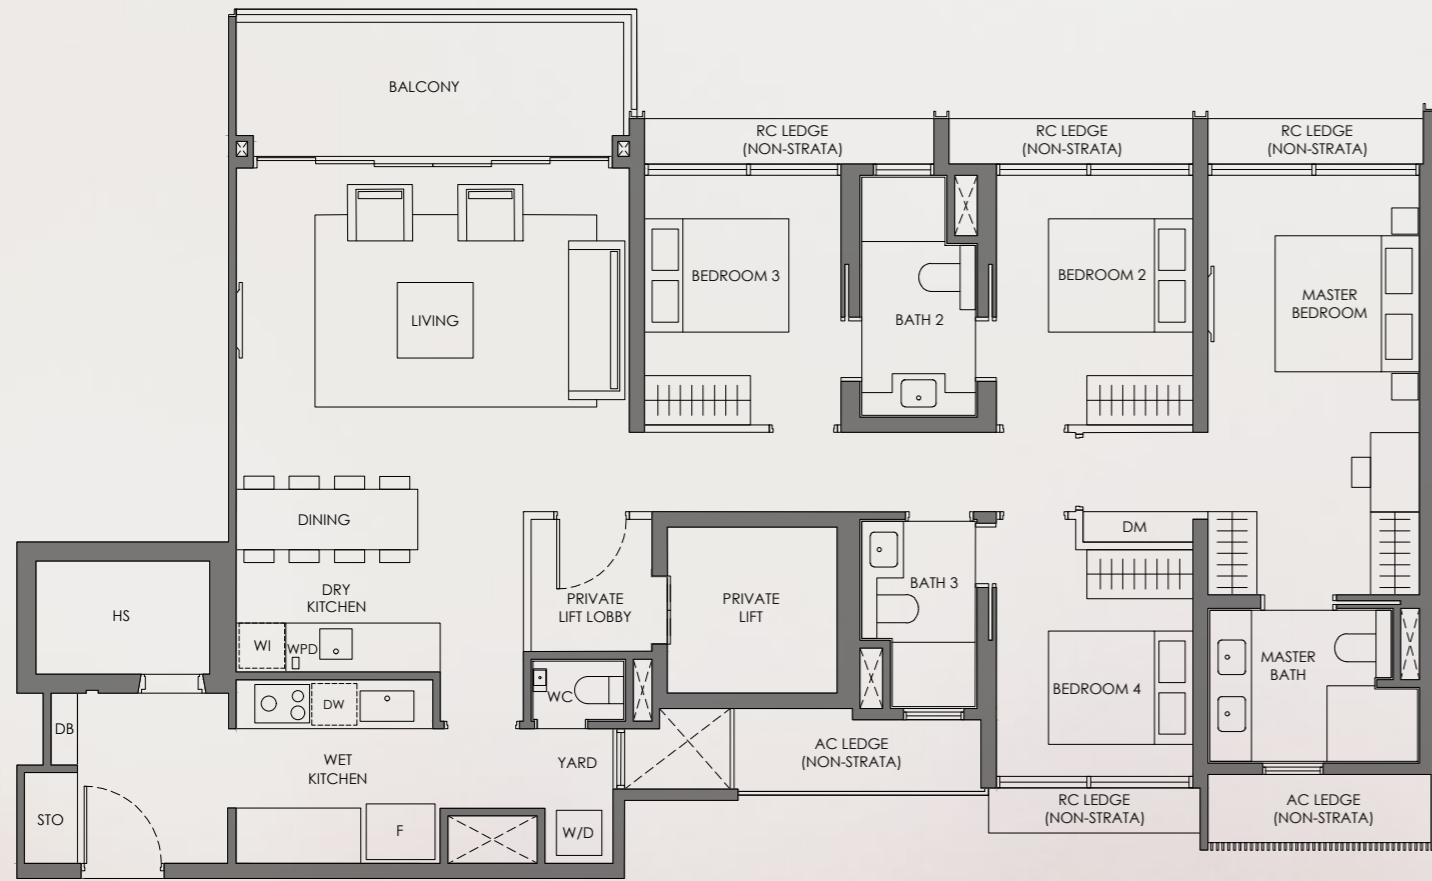 BALCONY
RC LEDGE
(NON-STRATA)
RC LEDGE
(NON-STRATA)
RC LEDGE
(NON-STRATA)
LIVING
BEDROOM 3
BATH 2
BEDROOM 2
MASTER
BEDROOM
DINING
DM
HS
DRY
KITCHEN
WI
WPD
PRIVATE
LIFT LOBBY
PRIVATE
LIFT
BATH 3
MASTER
BATH
BEDROOM 4
DB
DW
WC
WET
KITCHEN
YARD
AC LEDGE
(NON-STRATA)
STO
F
W/D
RC LEDGE
(NON-STRATA)
AC LEDGE
(NON-STRATA)